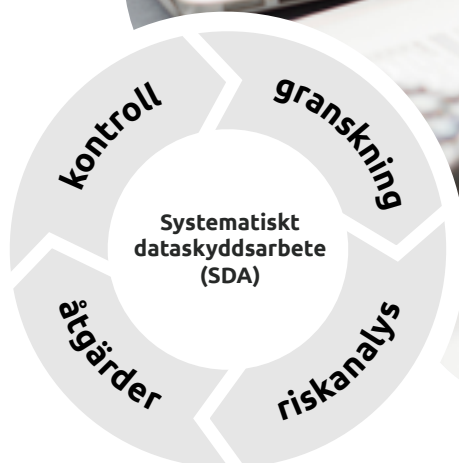 kontroll
granskning
Systematiskt
dataskyddsarbete
(SDA)
åtgärder
riskanalys